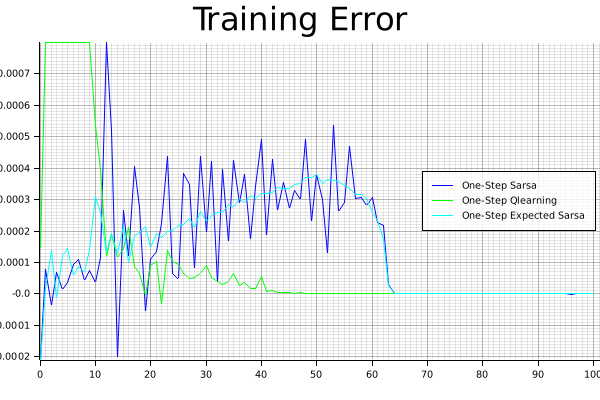 Training Error
0.0007
0.0006
0.0005
0.0004
0.0003
0.0002
0.0001
-0.0
0.0001
0.0002
One-Step Sarsa
One-Step Qlearning
One-Step Expected Sarsa
0 10 20 30 40 50 60 70 80 90 100